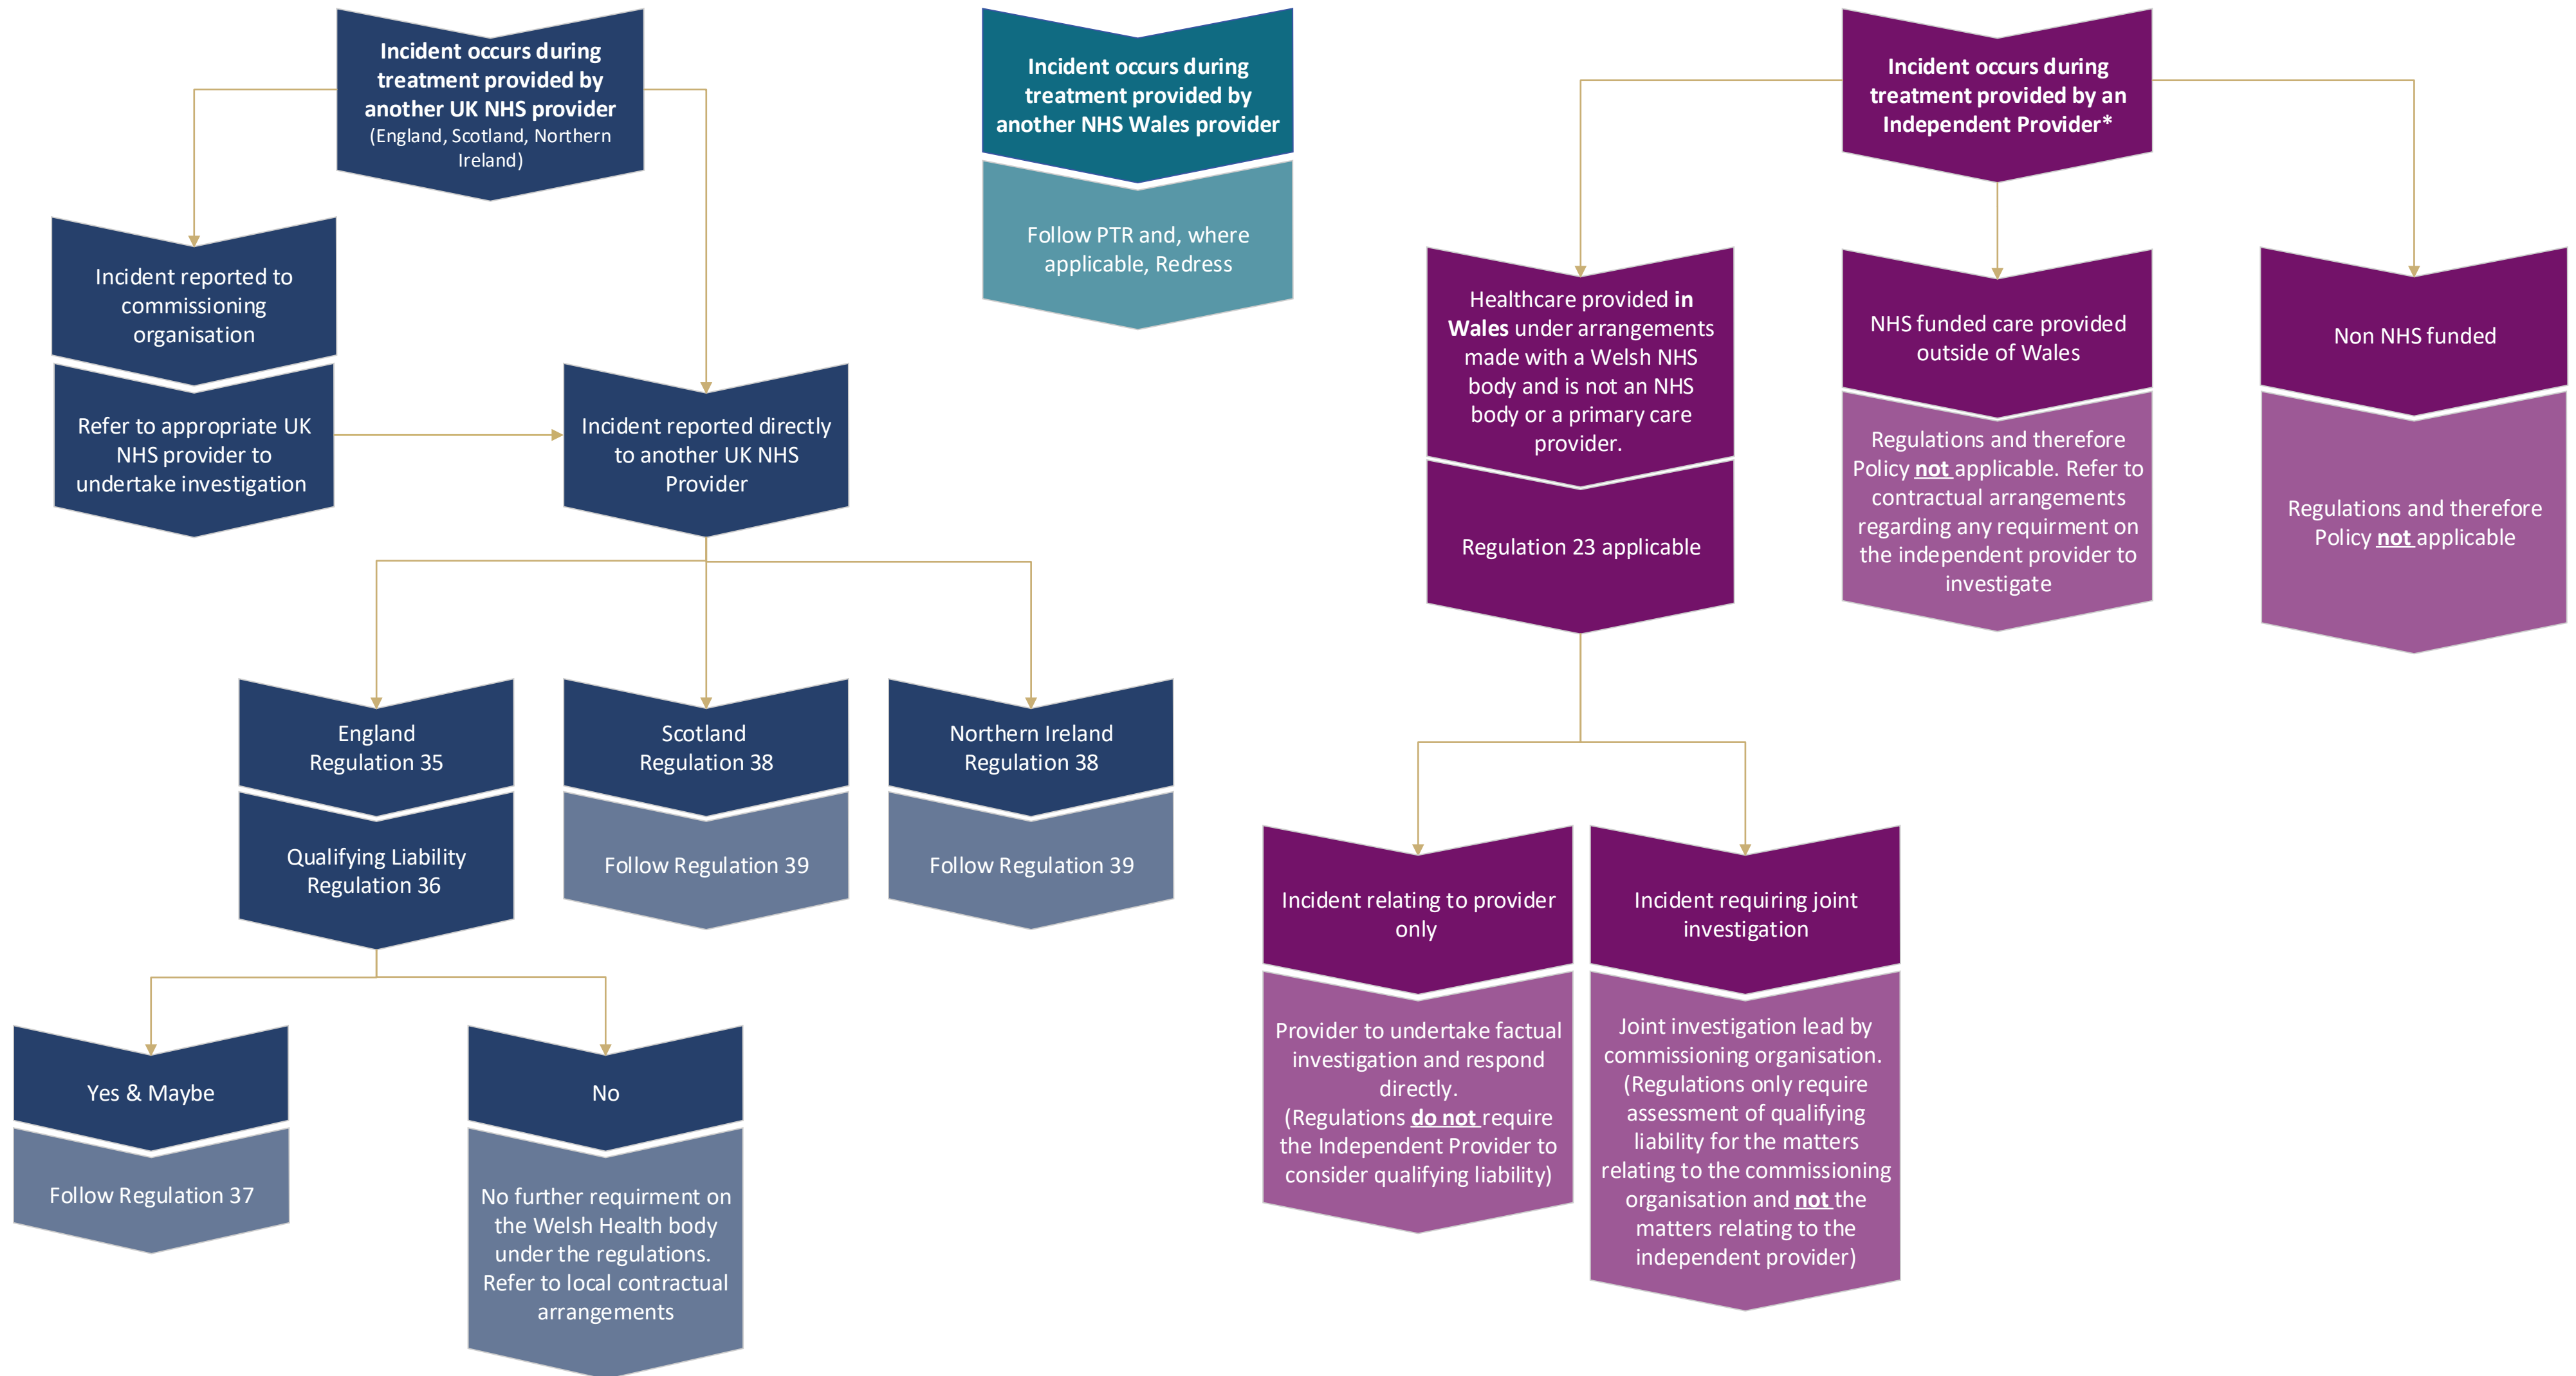 Incident occurs during
treatment provided by
another UK NHS provider
(England, Scotland, Northern
Ireland)
Incident reported to
commissioning
organisation
Refer to appropriate UK
NHS provider to
undertake investigation
Incident reported directly
to another UK NHS
Provider
England
Regulation 35
Qualifying Liability
Regulation 36
Scotland
Regulation 38
Follow Regulation 39
Northern Ireland
Regulation 38
Follow Regulation 39
Yes & Maybe
Follow Regulation 37
No
No further requirment on
the Welsh Health body
under the regulations.
Refer to local contractual
arrangements
Incident occurs during
treatment provided by
another NHS Wales provider
Follow PTR and, where
applicable, Redress
Incident occurs during
treatment provided by an
Independent Provider*
Healthcare provided in
Wales under arrangements
made with a Welsh NHS
body and is not an NHS
body or a primary care
provider.
Regulation 23 applicable
NHS funded care provided
outside of Wales
Regulations and therefore
Policy not applicable. Refer to
contractual arrangements
regarding any requirment on
the independent provider to
investigate
Non NHS funded
Regulations and therefore
Policy not applicable
Incident relating to provider
only
Provider to undertake factual
investigation and respond
directly.
(Regulations do not require
the Independent Provider to
consider qualifying liability)
Incident requiring joint
investigation
Joint investigation lead by
commissioning organisation.
(Regulations only require
assessment of qualifying
liability for the matters
relating to the commissioning
organisation and not the
matters relating to the
independent provider)